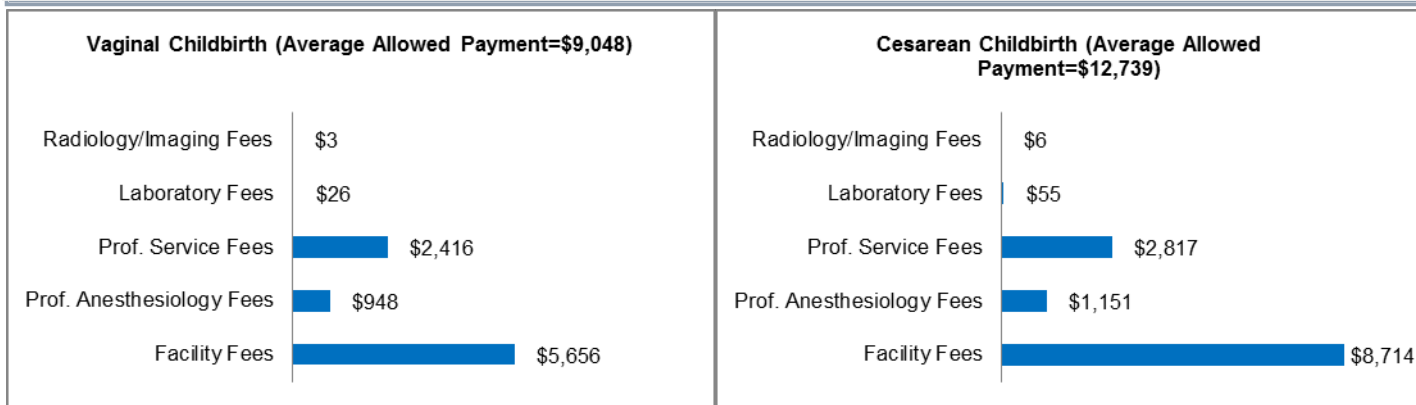 Vaginal Childbirth (Average Allowed Payment=$9,048)
Radiology/Imaging Fees $3
Laboratory Fees $26
Prof. Service Fees $2,416
Prof. Anesthesiology Fees $948
Facility Fees $5,656
Cesarean Childbirth (Average Allowed
Payment=$12,739)
Radiology/Imaging Fees $6
Laboratory Fees $55
Prof. Service Fees $2,817
Prof. Anesthesiology Fees $1,151
Facility Fees $8,714